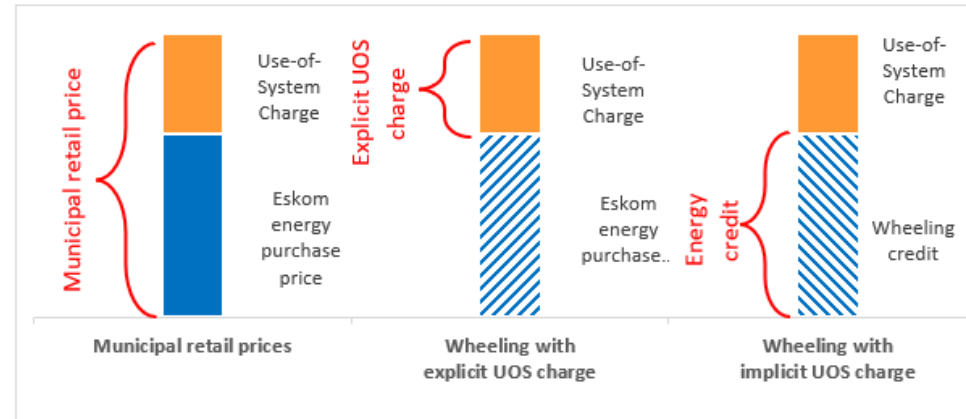 Municipal retail price
Use-of-
System
Charge
Eskom
energy
purchase
price
Explicit UOS
charge
Use-of-
System
Charge
Eskom
energy
purchase..
Energy
credit
Use-of-
System
Charge
Wheeling
credit
Municipal retail prices
Wheeling with
explicit UOS charge
Wheeling with
implicit UOS charge